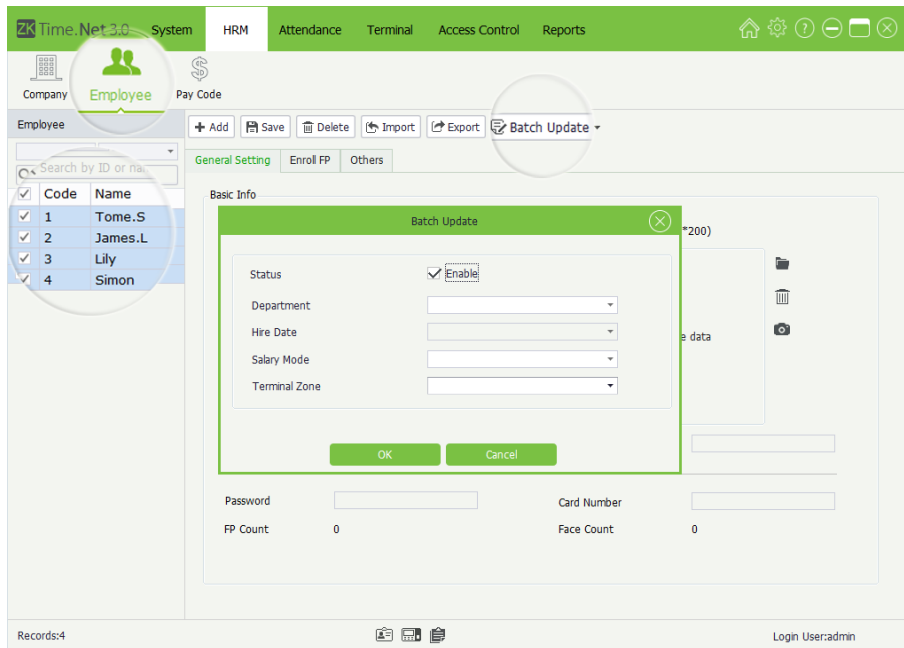 ZK Time.Net 3.0 System HRM Attendance Terminal Access Control Reports
Company Employee Pay Code
Employee
Add Save Delete Import Export Batch Update
Search by ID or na
General Setting Enroll FP Others
Code Name
Basic Info
1 Tome.S
2 James.L
3 Lily
4 Simon
Batch Update
*200)
Status Enable
Department
Hire Date
e data
Salary Mode
Terminal Zone
OK Cancel
Password Card Number
FP Count 0 Face Count 0
Records:4 Login User:admin